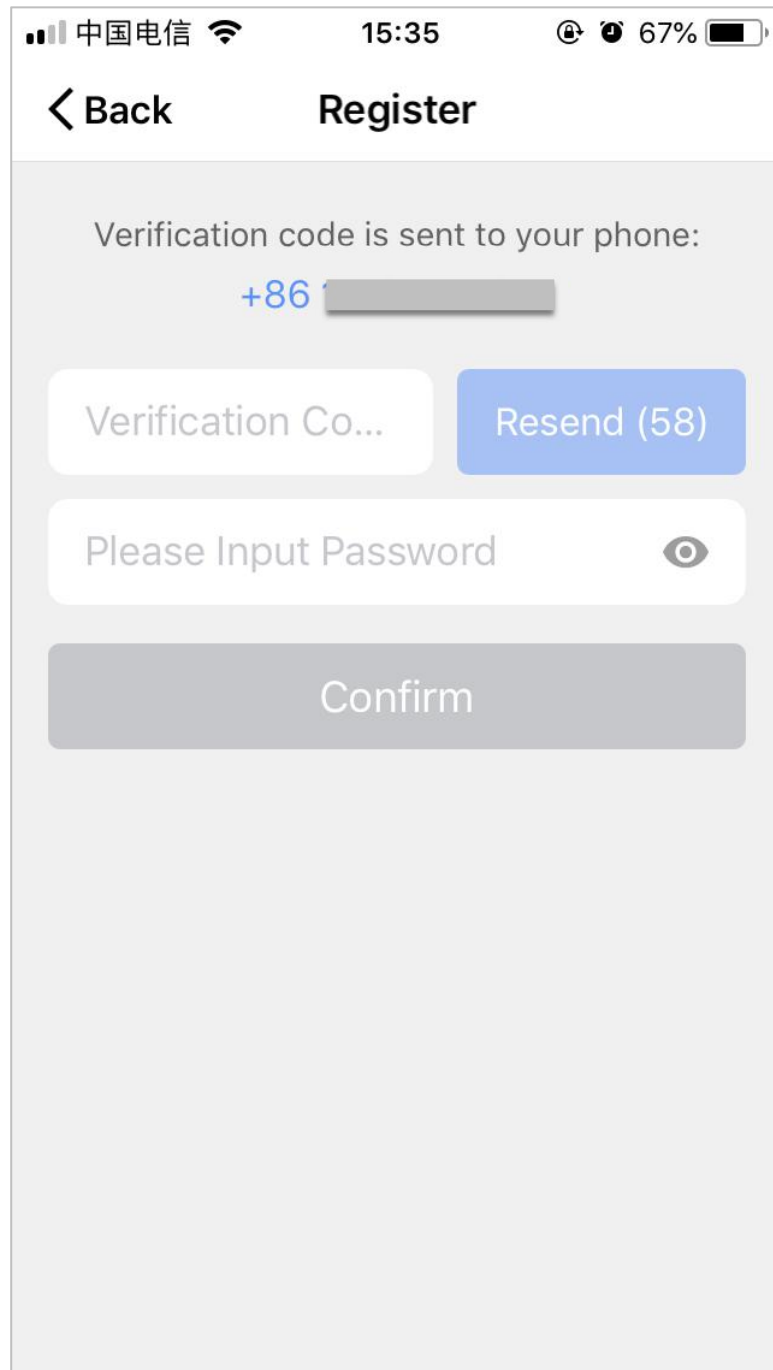 中国电信 15:35 67%
Back Register
Verification code is sent to your phone:
+86
Verification Co... Resend (58)
Please Input Password
Confirm